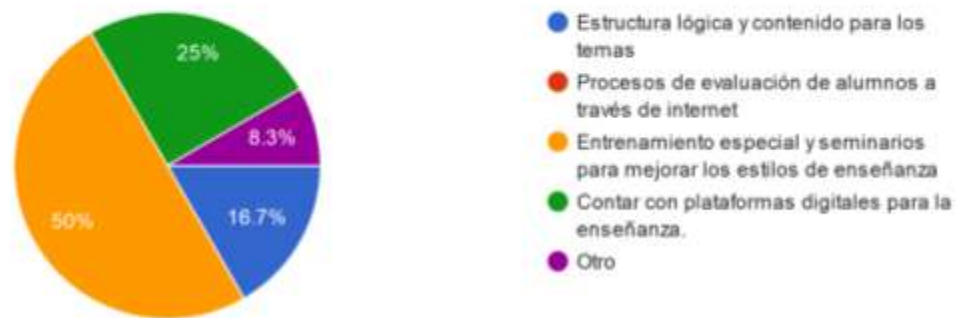 25%
8.3%
50%
16.7%
Estructura lógica y contenido para los
temas
Procesos de evaluación de alumnos a
través de internet
Entrenamiento especial y seminarios
para mejorar los estilos de enseñanza
Contar con plataformas digitales para la
enseñanza.
Otro